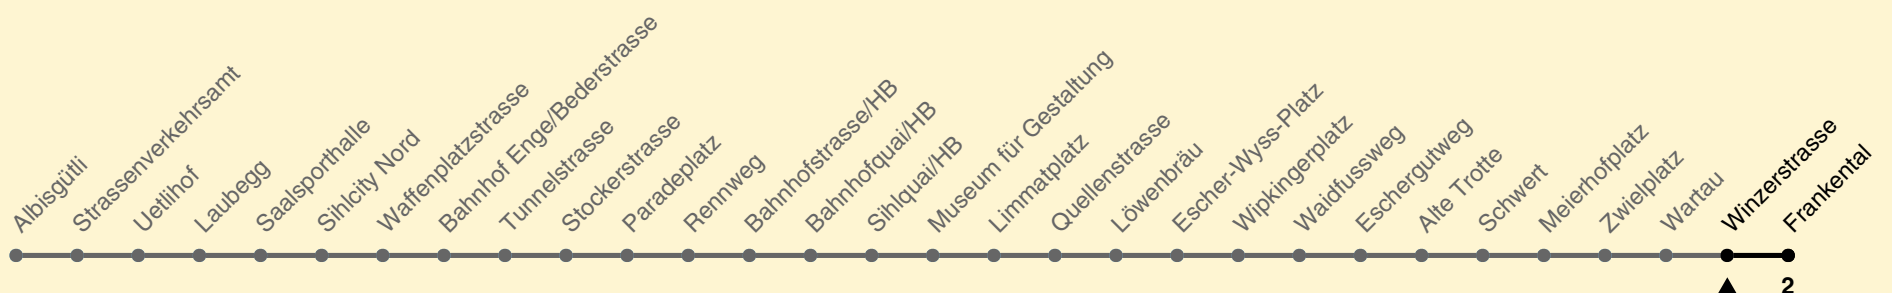 Albisgütli
Strassenverkehrsamt
Uetlihof
Laubegg
Saalsporthalle
Sihlcity Nord
Waffenplatzstrasse
Bahnhof Enge/Bederstrasse
Tunnelstrasse
Stockerstrasse
Paradeplatz
Rennweg
Bahnhofstrasse/HB
Bahnhofquai/HB
Sihlquai/HB
Museum für Gestaltung
Limmatplatz
Quellenstrasse
Löwenbräu
Escher-Wyss-Platz
Wipkingerplatz
Waidfussweg
Eschergutweg
Alte Trotte
Schwert
Meierhofplatz
Zwielplatz
Wartau
Winzerstrasse
Frankental
2